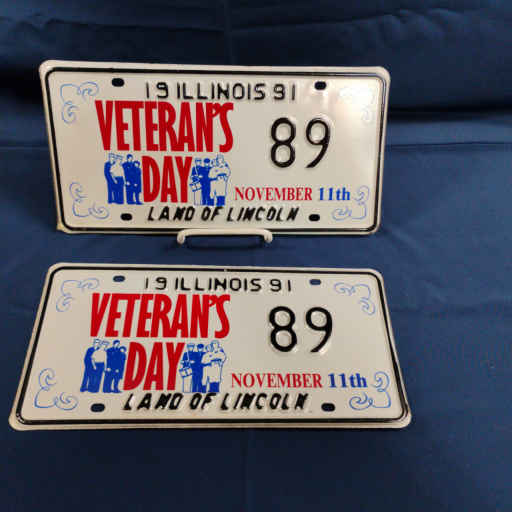 19 ILLINOIS 91
VETERAN'S
DAY
89
NOVEMBER 11th
LAND OF LINCOLN
19 ILLINOIS 91
VETERAN'S
DAY
89
NOVEMBER 11th
LAND OF LINCOLN